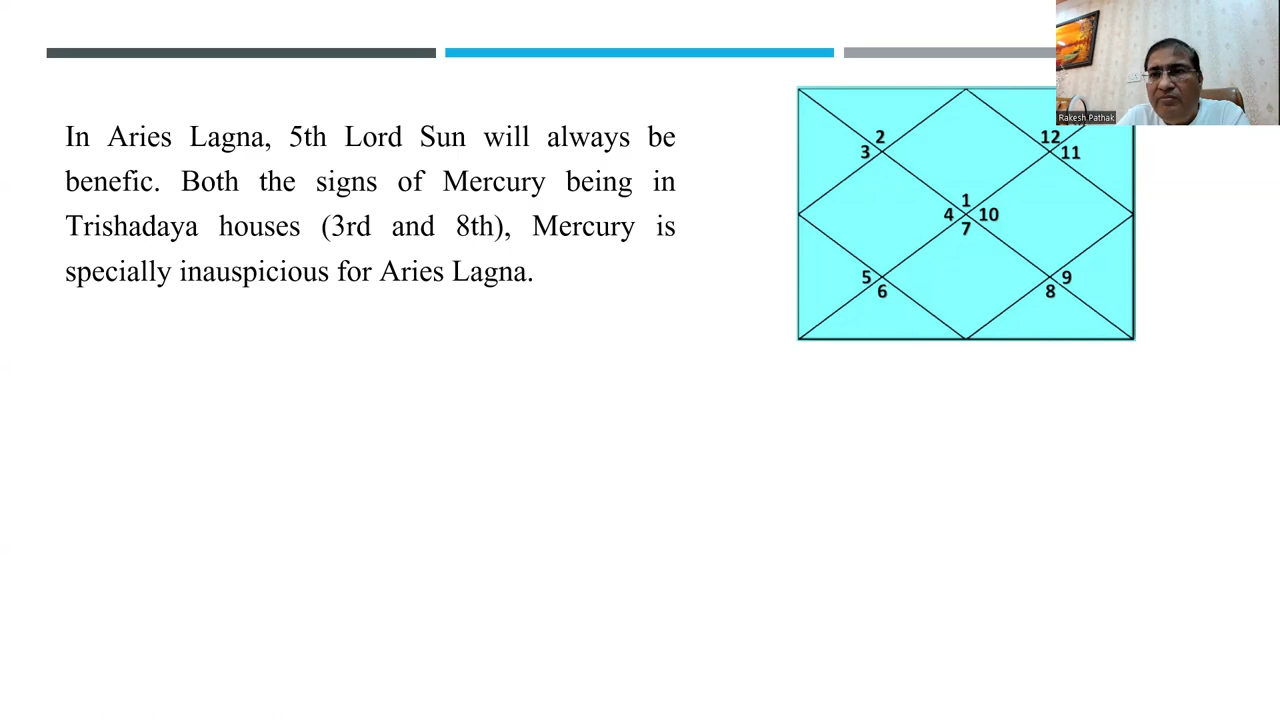 In Aries Lagna, 5th Lord Sun will always be
benefic. Both the signs of Mercury being in
Trishadaya houses (3rd and 8th), Mercury is
specially inauspicious for Aries Lagna.
2
3
12
11
1
4
10
7
5
6
9
8
Rakesh Pathak